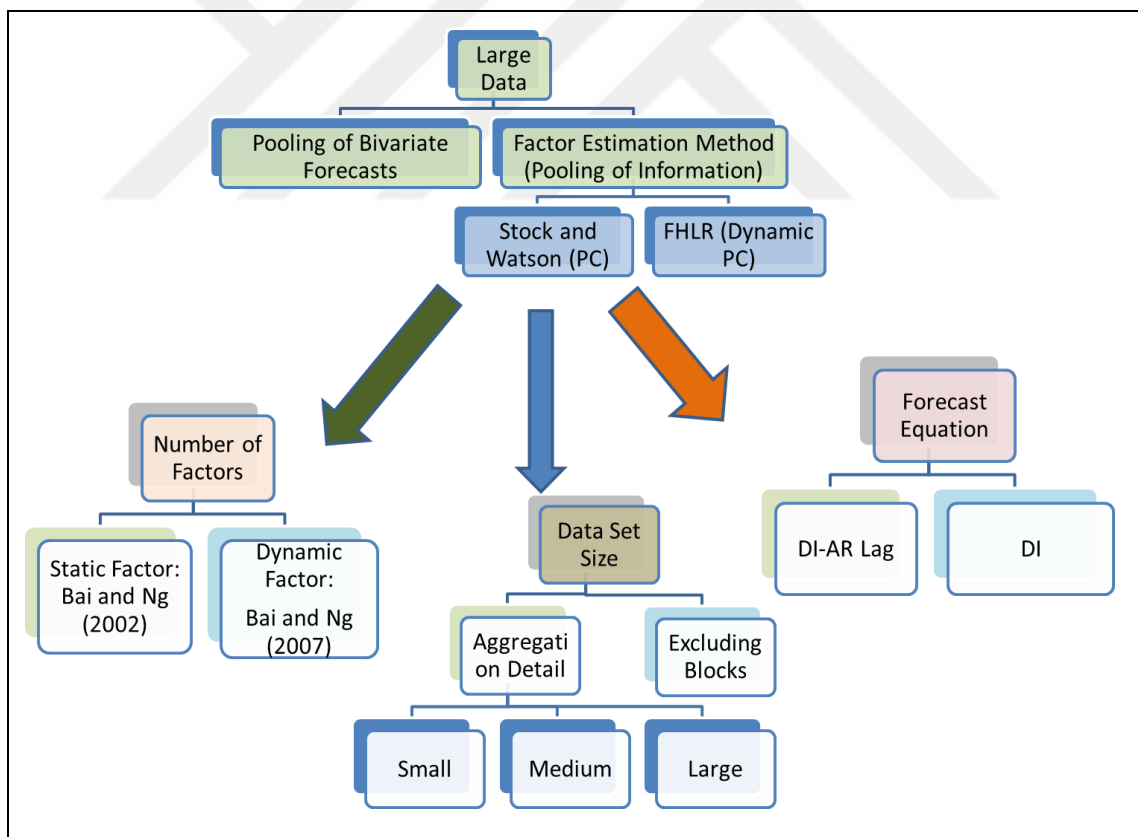 Large
Data
Pooling of Bivariate
Forecasts
Factor Estimation Method
(Pooling of Information)
Stock and
Watson (PC)
FHLR (Dynamic
PC)
Number of
Factors
Static Factor:
Bai and Ng
(2002)
Dynamic
Factor:
Bai and Ng
(2007)
Data Set
Size
Aggregati
on Detail
Excluding
Blocks
Small
Medium
Large
Forecast
Equation
DI-AR Lag
DI